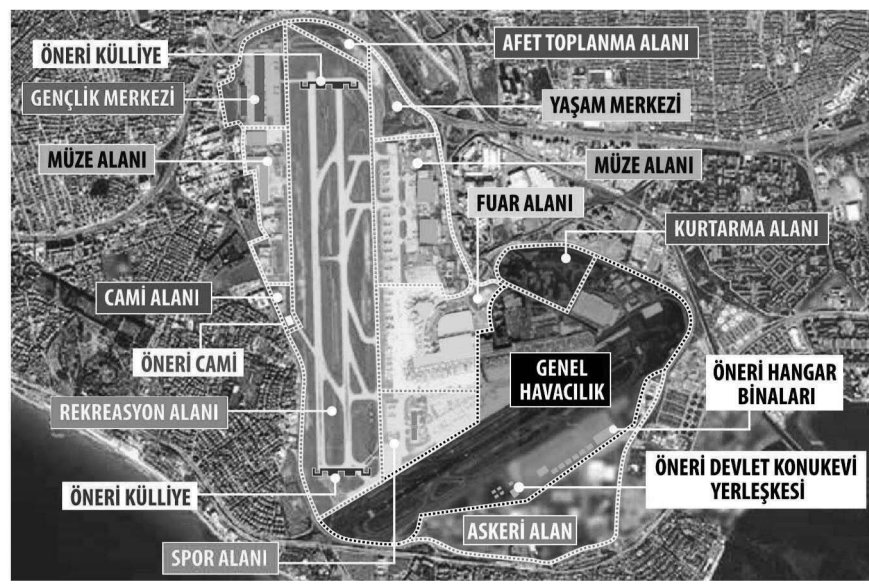 ÖNERİ KÜLLİYE
AFET TOPLANMA ALANI
GENÇLİK MERKEZİ
YAŞAM MERKEZİ
MÜZE ALANI
MÜZE ALANI
FUAR ALANI
KURTARMA ALANI
CAMİ ALANI
ÖNERİ CAMİ
GENEL
HAVACILIK
ÖNERİ HANGAR
BİNALARI
REKREASYON ALANI
ÖNERİ DEVLET KONUKEVİ
YERLEŞKESİ
ÖNERİ KÜLLİYE
ASKERİ ALAN
SPOR ALANI